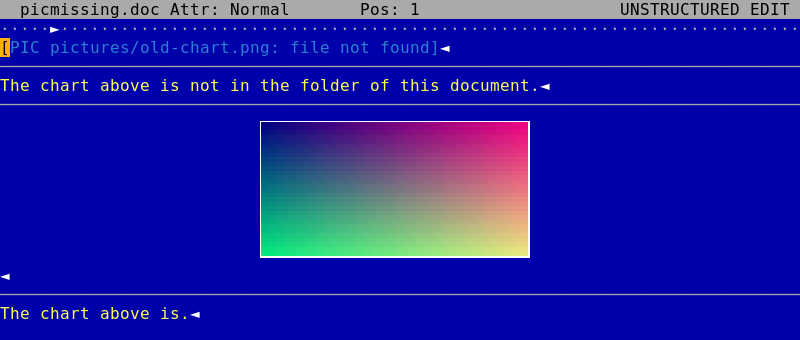 picmissing.doc Attr: Normal Pos: 1 UNSTRUCTURED EDIT
[PIC pictures/old-chart.png: file not found]◄
The chart above is not in the folder of this document.◄
◄
The chart above is.◄